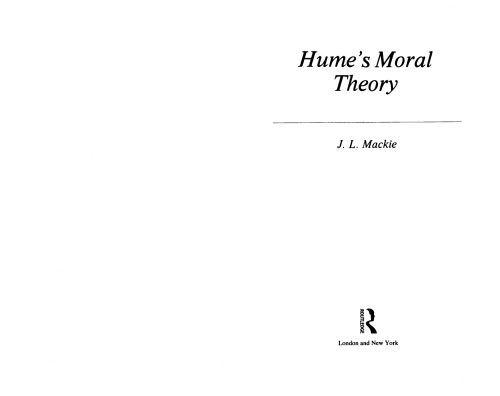 Hume's Moral
Theory
J. L. Mackie
ROUTLEDGE
London and New York